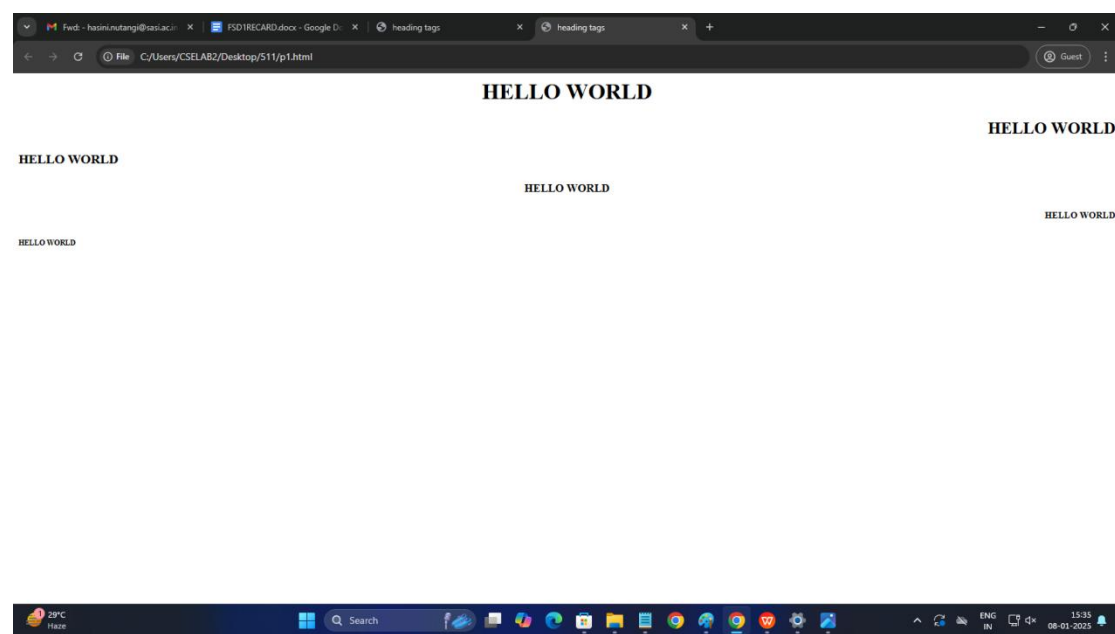 Fwd: - hasini.nutangi@sasi.ac.in
FSD1RECARD.docx - Google Do
heading tags
heading tags
File C:/Users/CSELAB2/Desktop/511/p1.html
Guest
HELLO WORLD
HELLO WORLD
HELLO WORLD
HELLO WORLD
HELLO WORLD
HELLO WORLD
1
29°C
Haze
Search
ENG
IN
15:35
08-01-2025